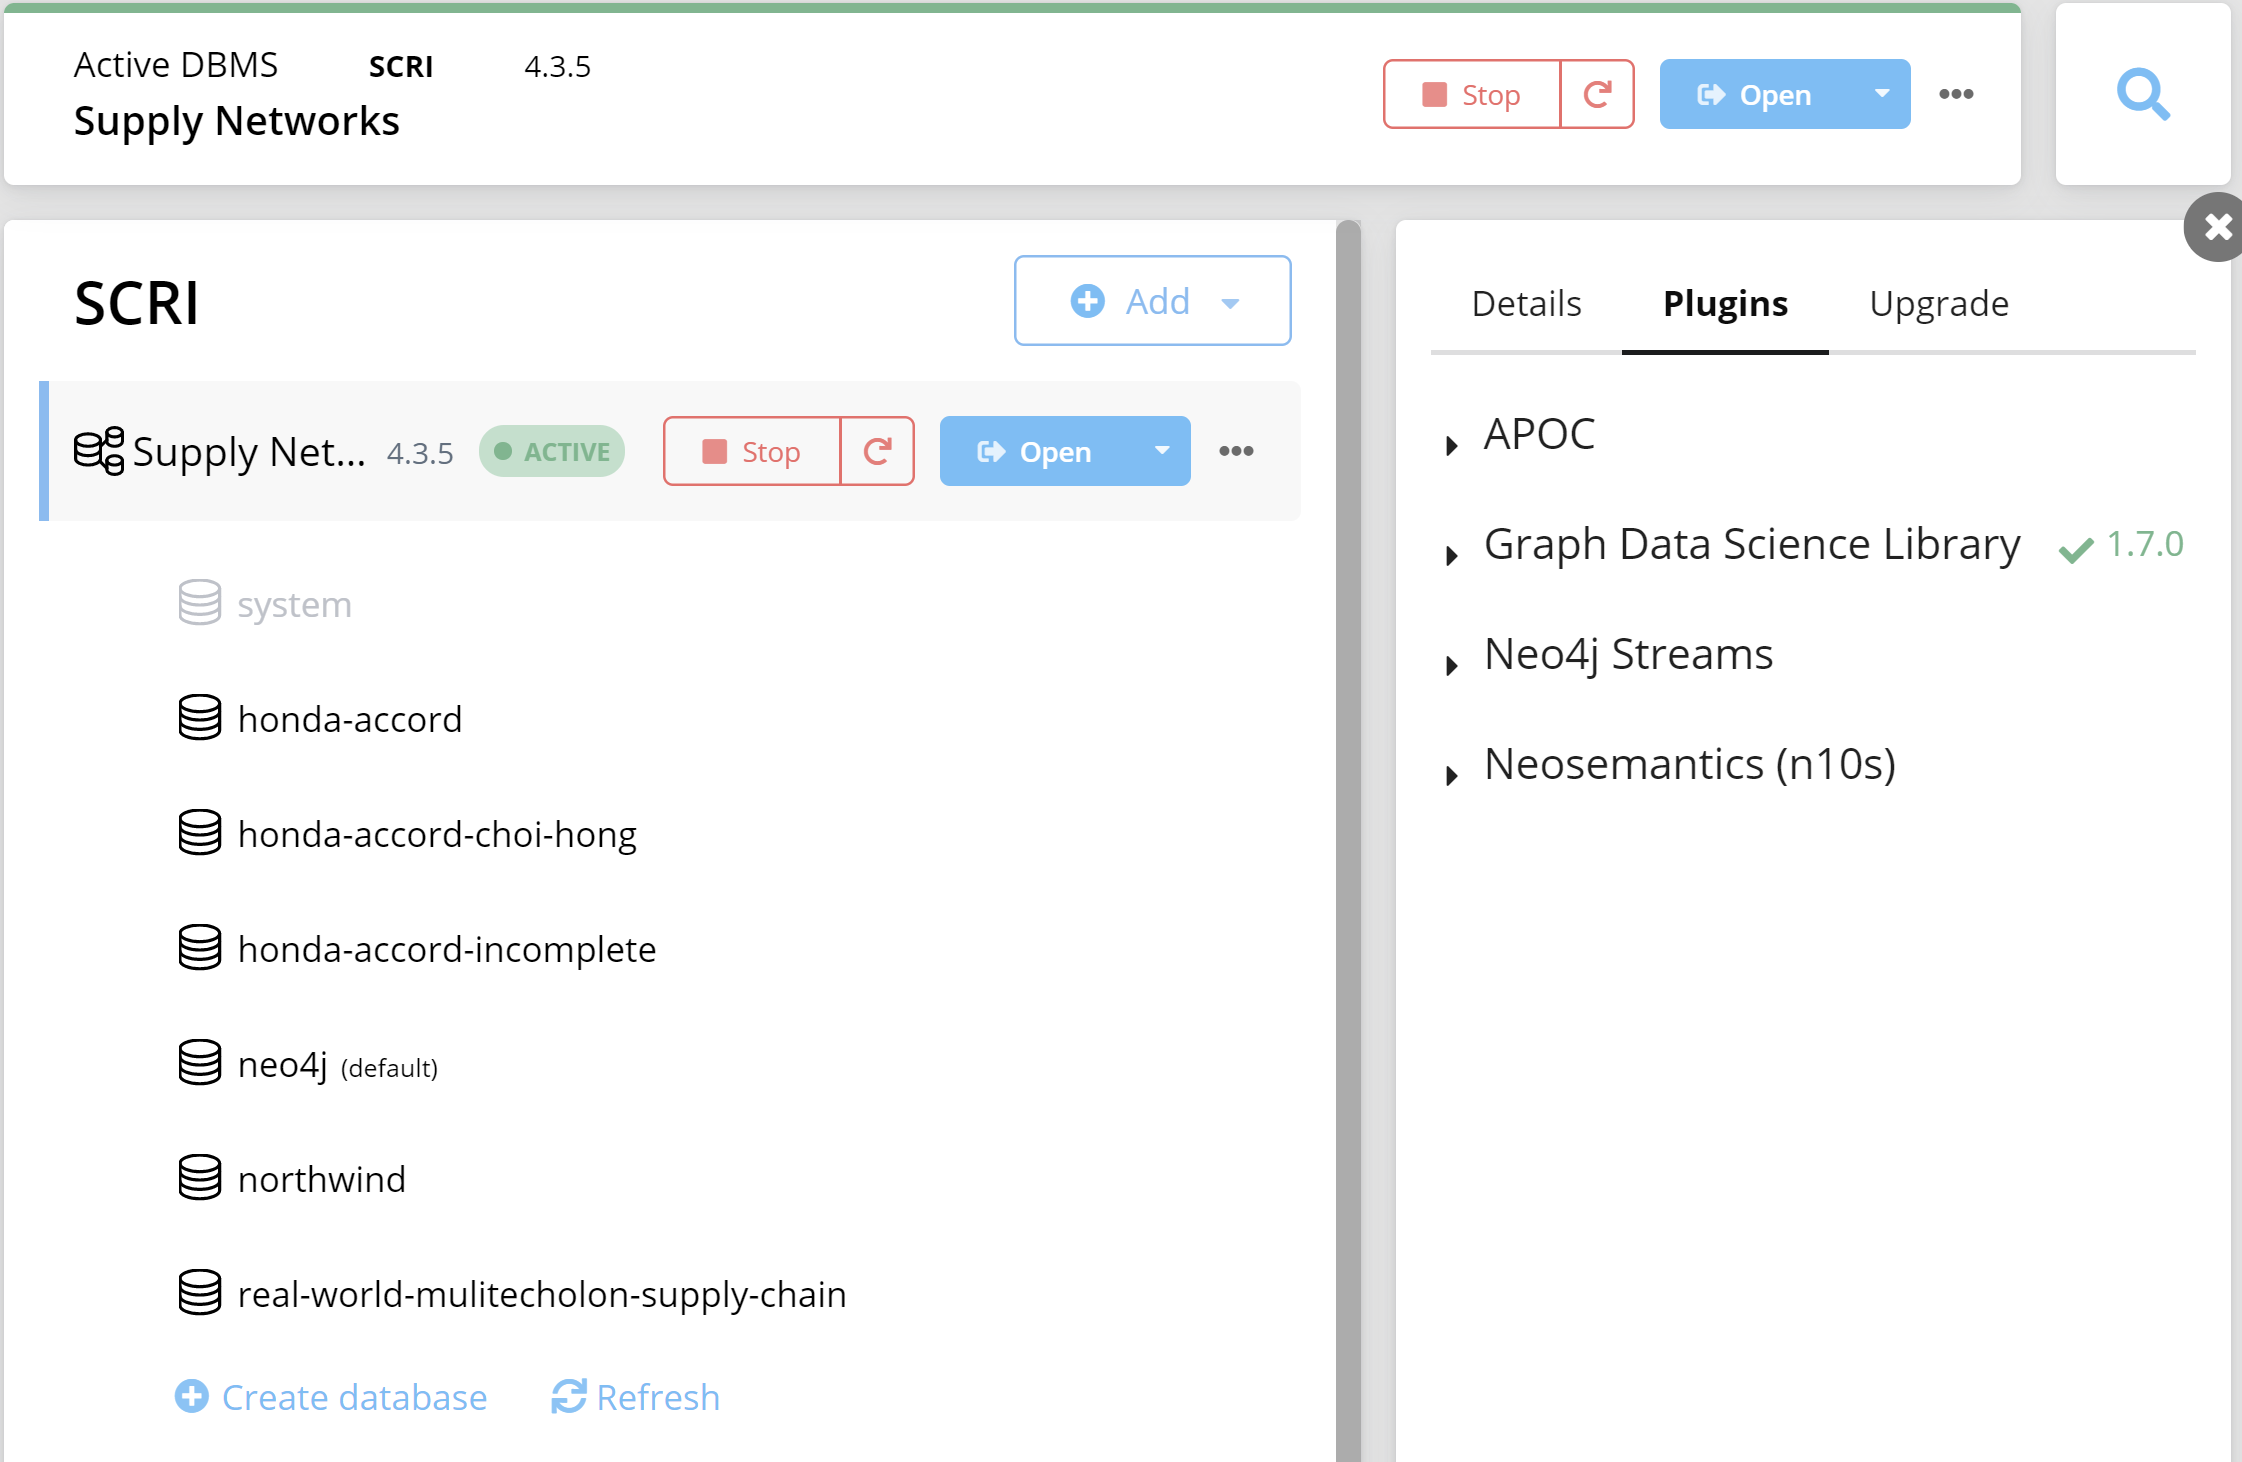 Active DBMS SCRI 4.3.5
Supply Networks
Stop
Open
SCRI
Add
Supply Net... 4.3.5 ACTIVE Stop Open
system
honda-accord
honda-accord-choi-hong
honda-accord-incomplete
neo4j (default)
northwind
real-world-mulitecholon-supply-chain
Create database Refresh
Details Plugins Upgrade
APOC
Graph Data Science Library 1.7.0
Neo4j Streams
Neosemantics (n10s)